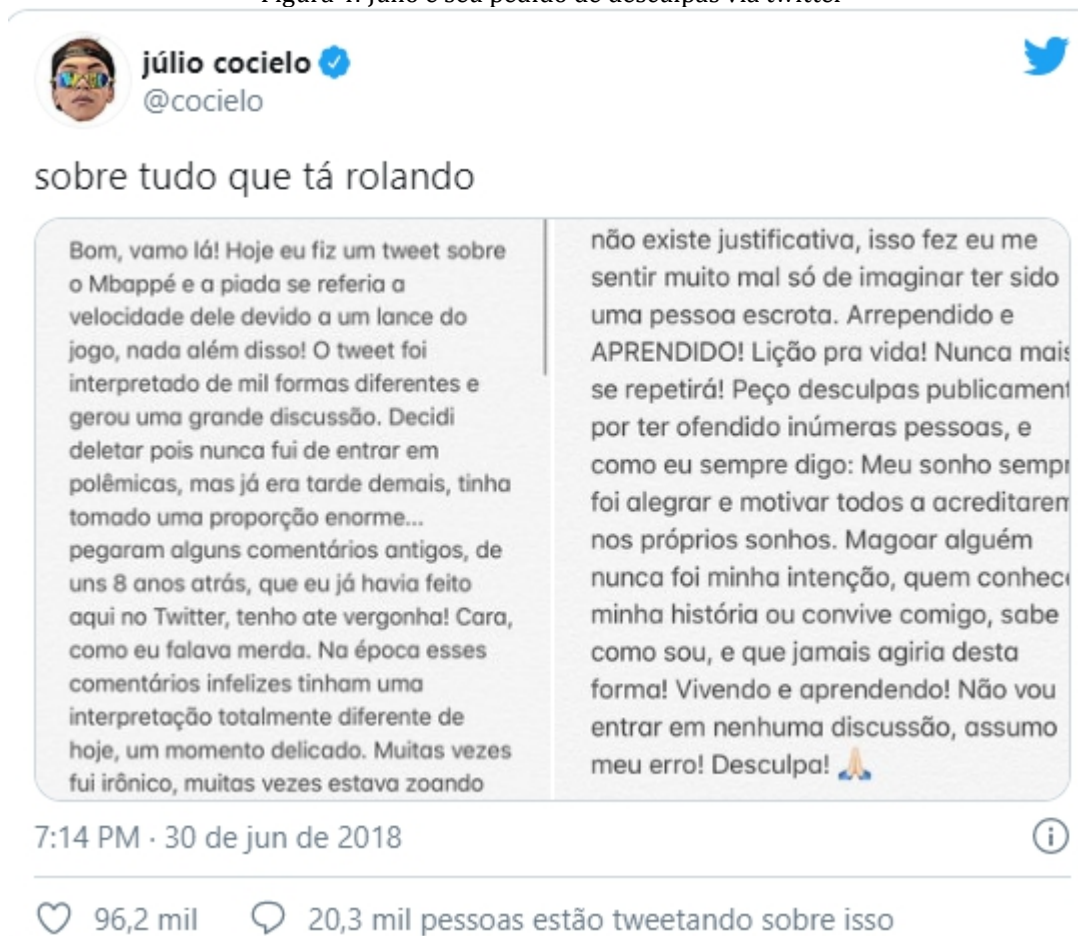 júlio cocielo
@cocielo
sobre tudo que tá rolando
Bom, vamo lá! Hoje eu fiz um tweet sobre
o Mbappé e a piada se referia a
velocidade dele devido a um lance do
jogo, nada além disso! O tweet foi
interpretado de mil formas diferentes e
gerou uma grande discussão. Decidi
deletar pois nunca fui de entrar em
polêmicas, mas já era tarde demais, tinha
tomado uma proporção enorme...
pegaram alguns comentários antigos, de
uns 8 anos atrás, que eu já havia feito
aqui no Twitter, tenho ate vergonha! Cara,
como eu falava merda. Na época esses
comentários infelizes tinham uma
interpretação totalmente diferente de
hoje, um momento delicado. Muitas vezes
fui irônico, muitas vezes estava zoando
não existe justificativa, isso fez eu me
sentir muito mal só de imaginar ter sido
uma pessoa escrota. Arrependido e
APRENDIDO! Lição pra vida! Nunca mais
se repetirá! Peço desculpas publicament
por ter ofendido inúmeras pessoas, e
como eu sempre digo: Meu sonho sempr
foi alegrar e motivar todos a acreditarem
nos próprios sonhos. Magoar alguém
nunca foi minha intenção, quem conhec
minha história ou convive comigo, sabe
como sou, e que jamais agiria desta
forma! Vivendo e aprendendo! Não vou
entrar em nenhuma discussão, assumo
meu erro! Desculpa! 🙏🏻
7:14 PM · 30 de jun de 2018
96,2 mil 20,3 mil pessoas estão tweetando sobre isso